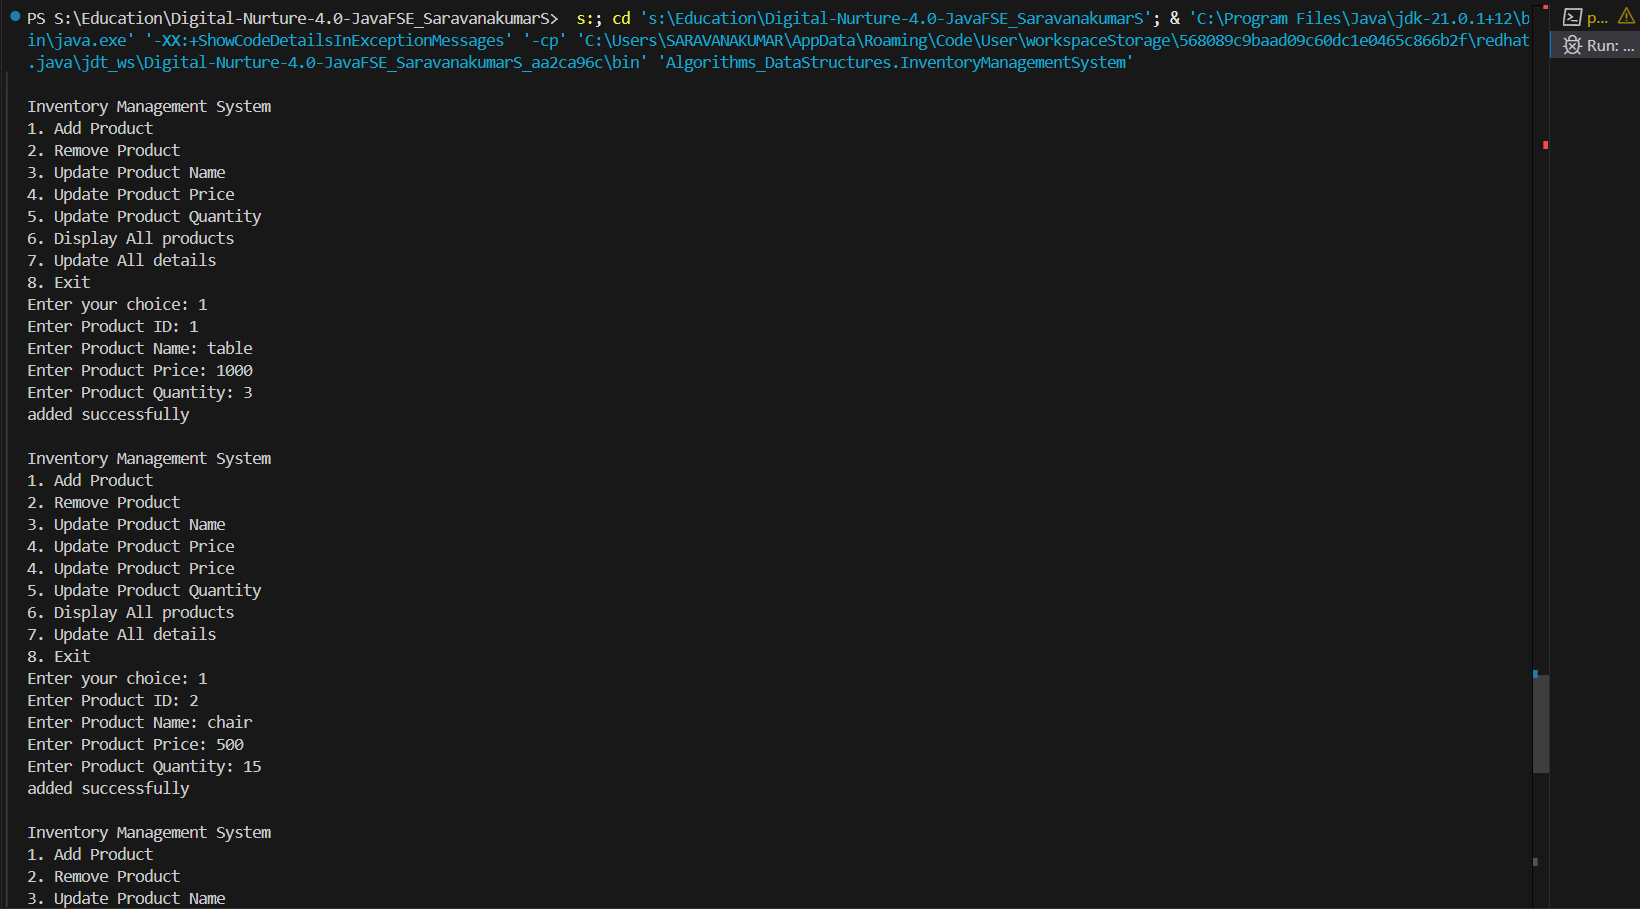 PS S:\Education\Digital-Nurture-4.0-JavaFSE_SaravanakumarS>  s:; cd 's:\Education\Digital-Nurture-4.0-JavaFSE_SaravanakumarS'; & 'C:\Program Files\Java\jdk-21.0.1+12\b
in\java.exe' '-XX:+ShowCodeDetailsInExceptionMessages' '-cp' 'C:\Users\SARAVANAKUMAR\AppData\Roaming\Code\User\workspaceStorage\568089c9baad09c60dc1e0465c866b2f\redhat
.java\jdt_ws\Digital-Nurture-4.0-JavaFSE_SaravanakumarS_aa2ca96c\bin' 'Algorithms_DataStructures.InventoryManagementSystem'
Inventory Management System
1. Add Product
2. Remove Product
3. Update Product Name
4. Update Product Price
5. Update Product Quantity
6. Display All products
7. Update All details
8. Exit
Enter your choice: 1
Enter Product ID: 1
Enter Product Name: table
Enter Product Price: 1000
Enter Product Quantity: 3
added successfully
Inventory Management System
1. Add Product
2. Remove Product
3. Update Product Name
4. Update Product Price
4. Update Product Price
5. Update Product Quantity
6. Display All products
7. Update All details
8. Exit
Enter your choice: 1
Enter Product ID: 2
Enter Product Name: chair
Enter Product Price: 500
Enter Product Quantity: 15
added successfully
Inventory Management System
1. Add Product
2. Remove Product
3. Update Product Name
p...
Run: ...